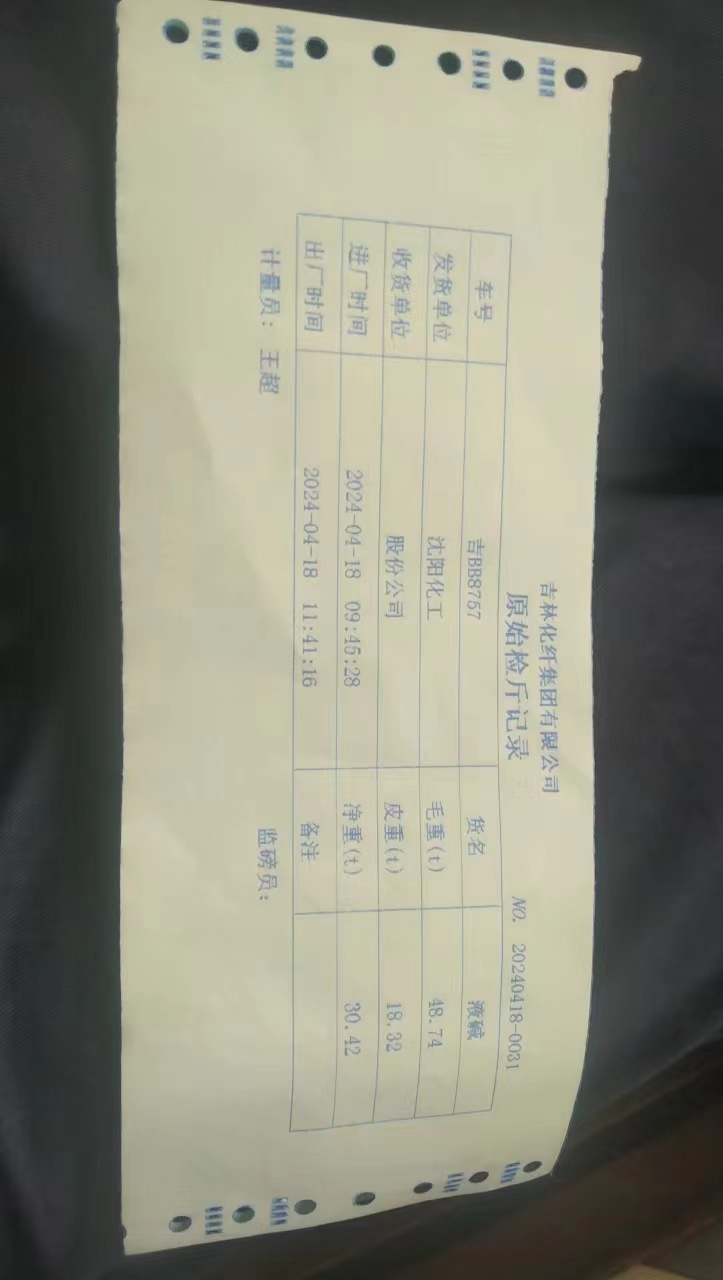 吉林化纤集团有限公司
原始检斤记录
NO. 20240418-0031
车号 吉BB8757 货名 液碱
发货单位 沈阳化工 毛重(t) 48.74
收货单位 股份公司 皮重(t) 18.32
进厂时间 2024-04-18 09:45:28 净重(t) 30.42
出厂时间 2024-04-18 11:41:16 备注
计量员: 王超 监磅员: